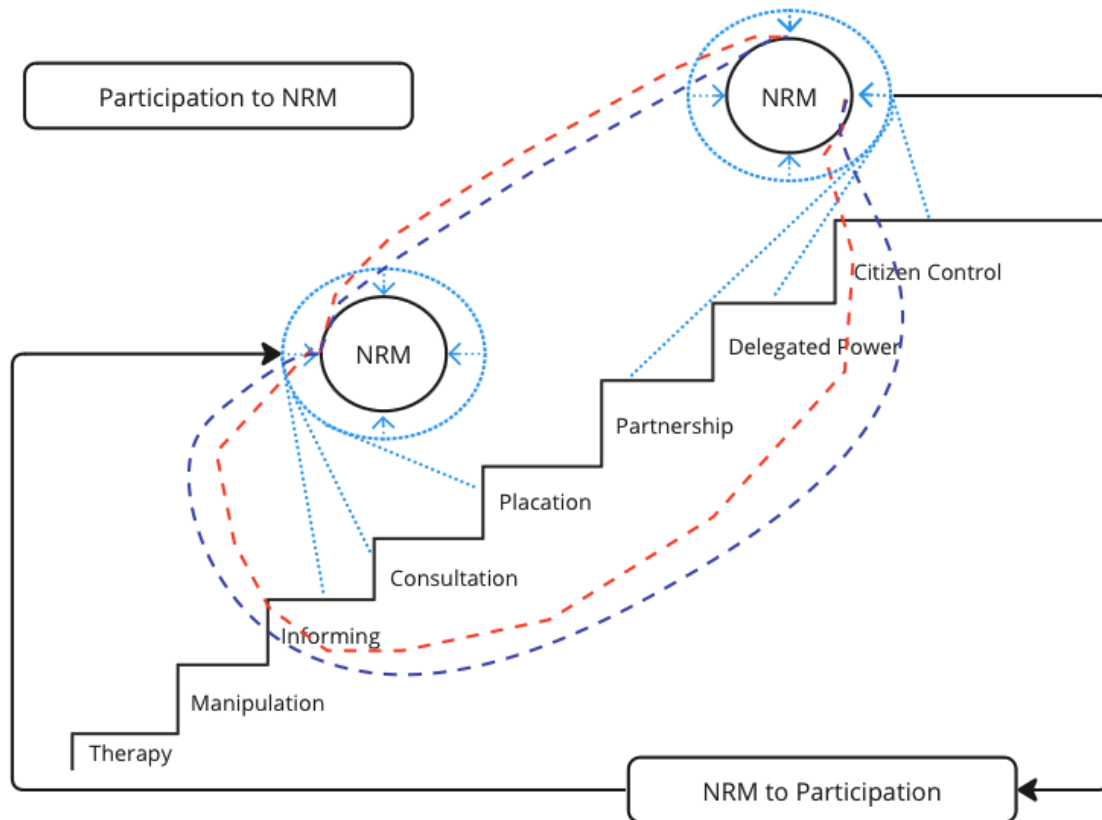 Participation to NRM
NRM
NRM
Citizen Control
Delegated Power
Partnership
Placation
Consultation
Informing
Manipulation
Therapy
NRM to Participation